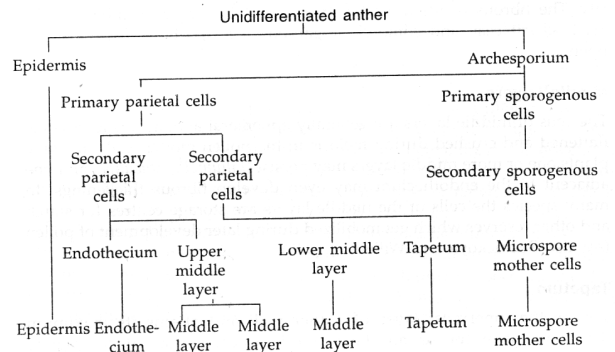 Unidifferentiated anther
Epidermis
Archesporium
Primary parietal cells
Primary sporogenous
cells
Secondary
parietal
cells
Secondary
parietal
cells
Secondary sporogenous
cells
Endothecium
Upper
middle
layer
Lower middle
layer
Tapetum
Microspore
mother cells
Epidermis
Endothe-
cium
Middle
layer
Middle
layer
Middle
layer
Tapetum
Microspore
mother cells